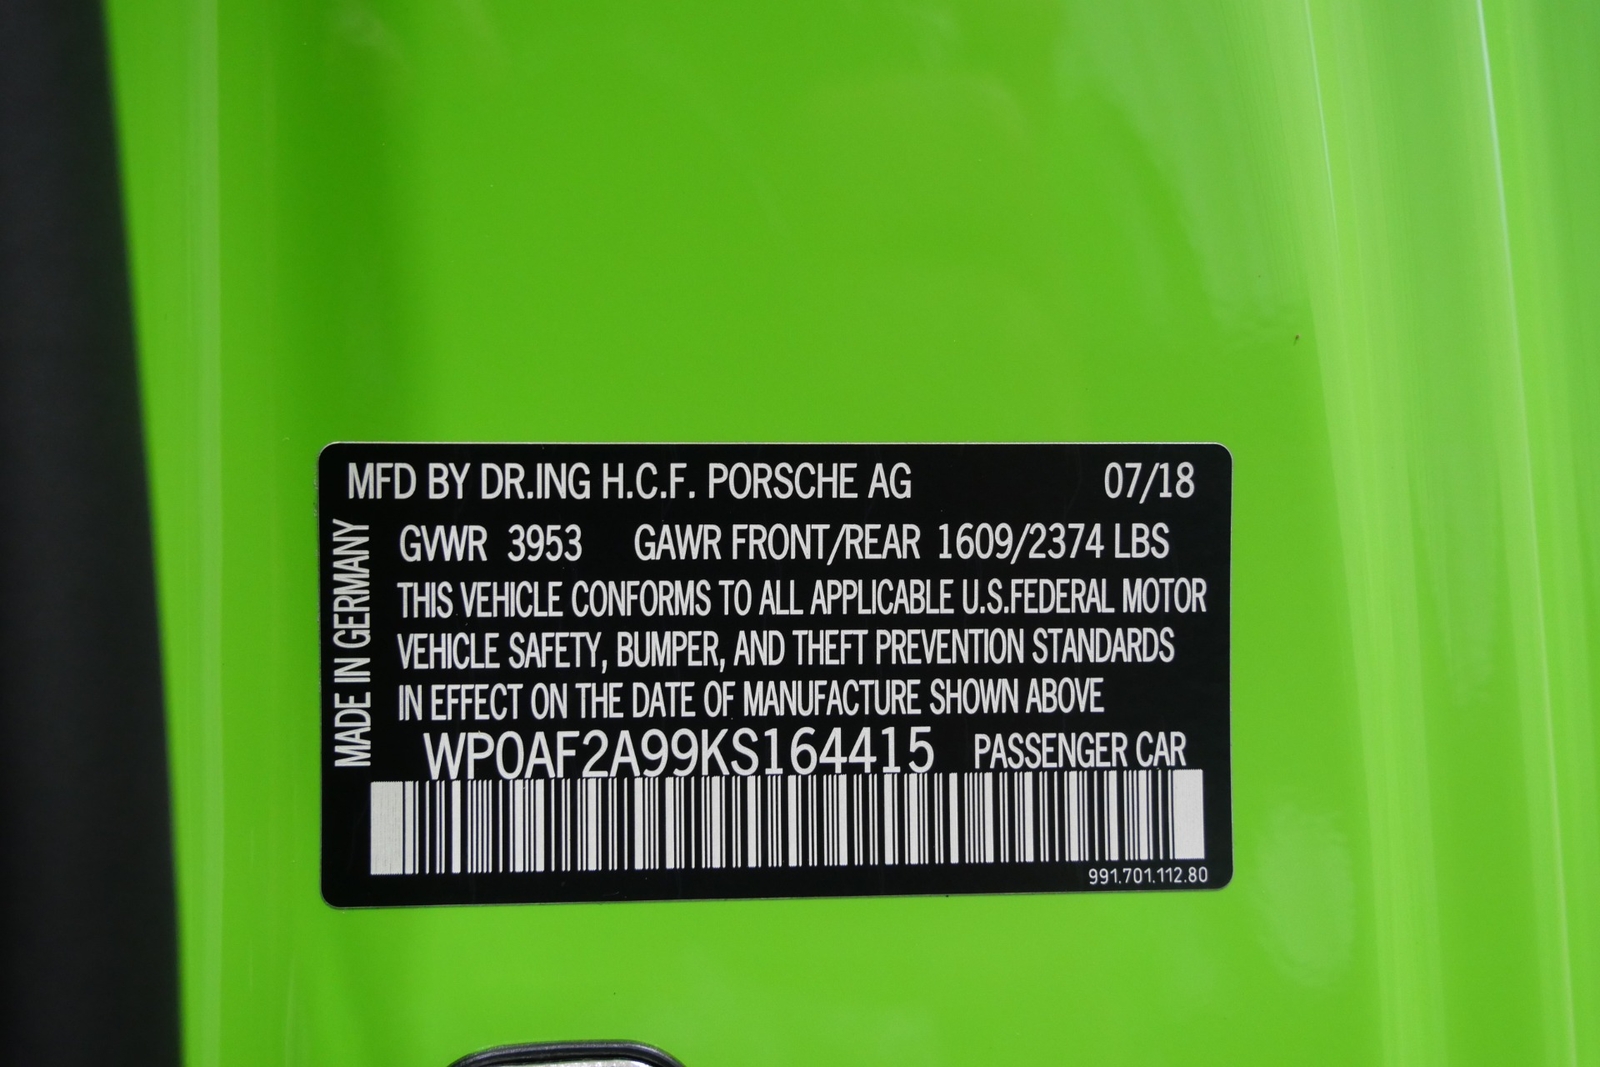 MFD BY DR.ING H.C.F. PORSCHE AG 07/18
MADE IN GERMANY
GVWR 3953 GAWR FRONT/REAR 1609/2374 LBS
THIS VEHICLE CONFORMS TO ALL APPLICABLE U.S.FEDERAL MOTOR
VEHICLE SAFETY, BUMPER, AND THEFT PREVENTION STANDARDS
IN EFFECT ON THE DATE OF MANUFACTURE SHOWN ABOVE
WP0AF2A99KS164415 PASSENGER CAR
991.701.112.80